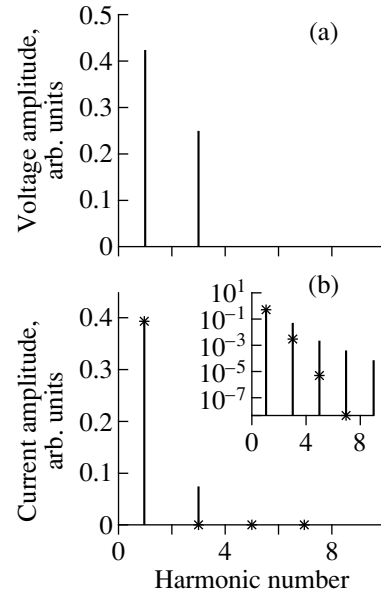 0.5
(a)
0.4
0.3
0.2
0.1
0
Voltage amplitude,
arb. units
(b)
0.4
0.3
0.2
0.1
0
Current amplitude,
arb. units
10^1
10^{-1}
10^{-3}
10^{-5}
10^{-7}
0 4 8
0 4 8
Harmonic number